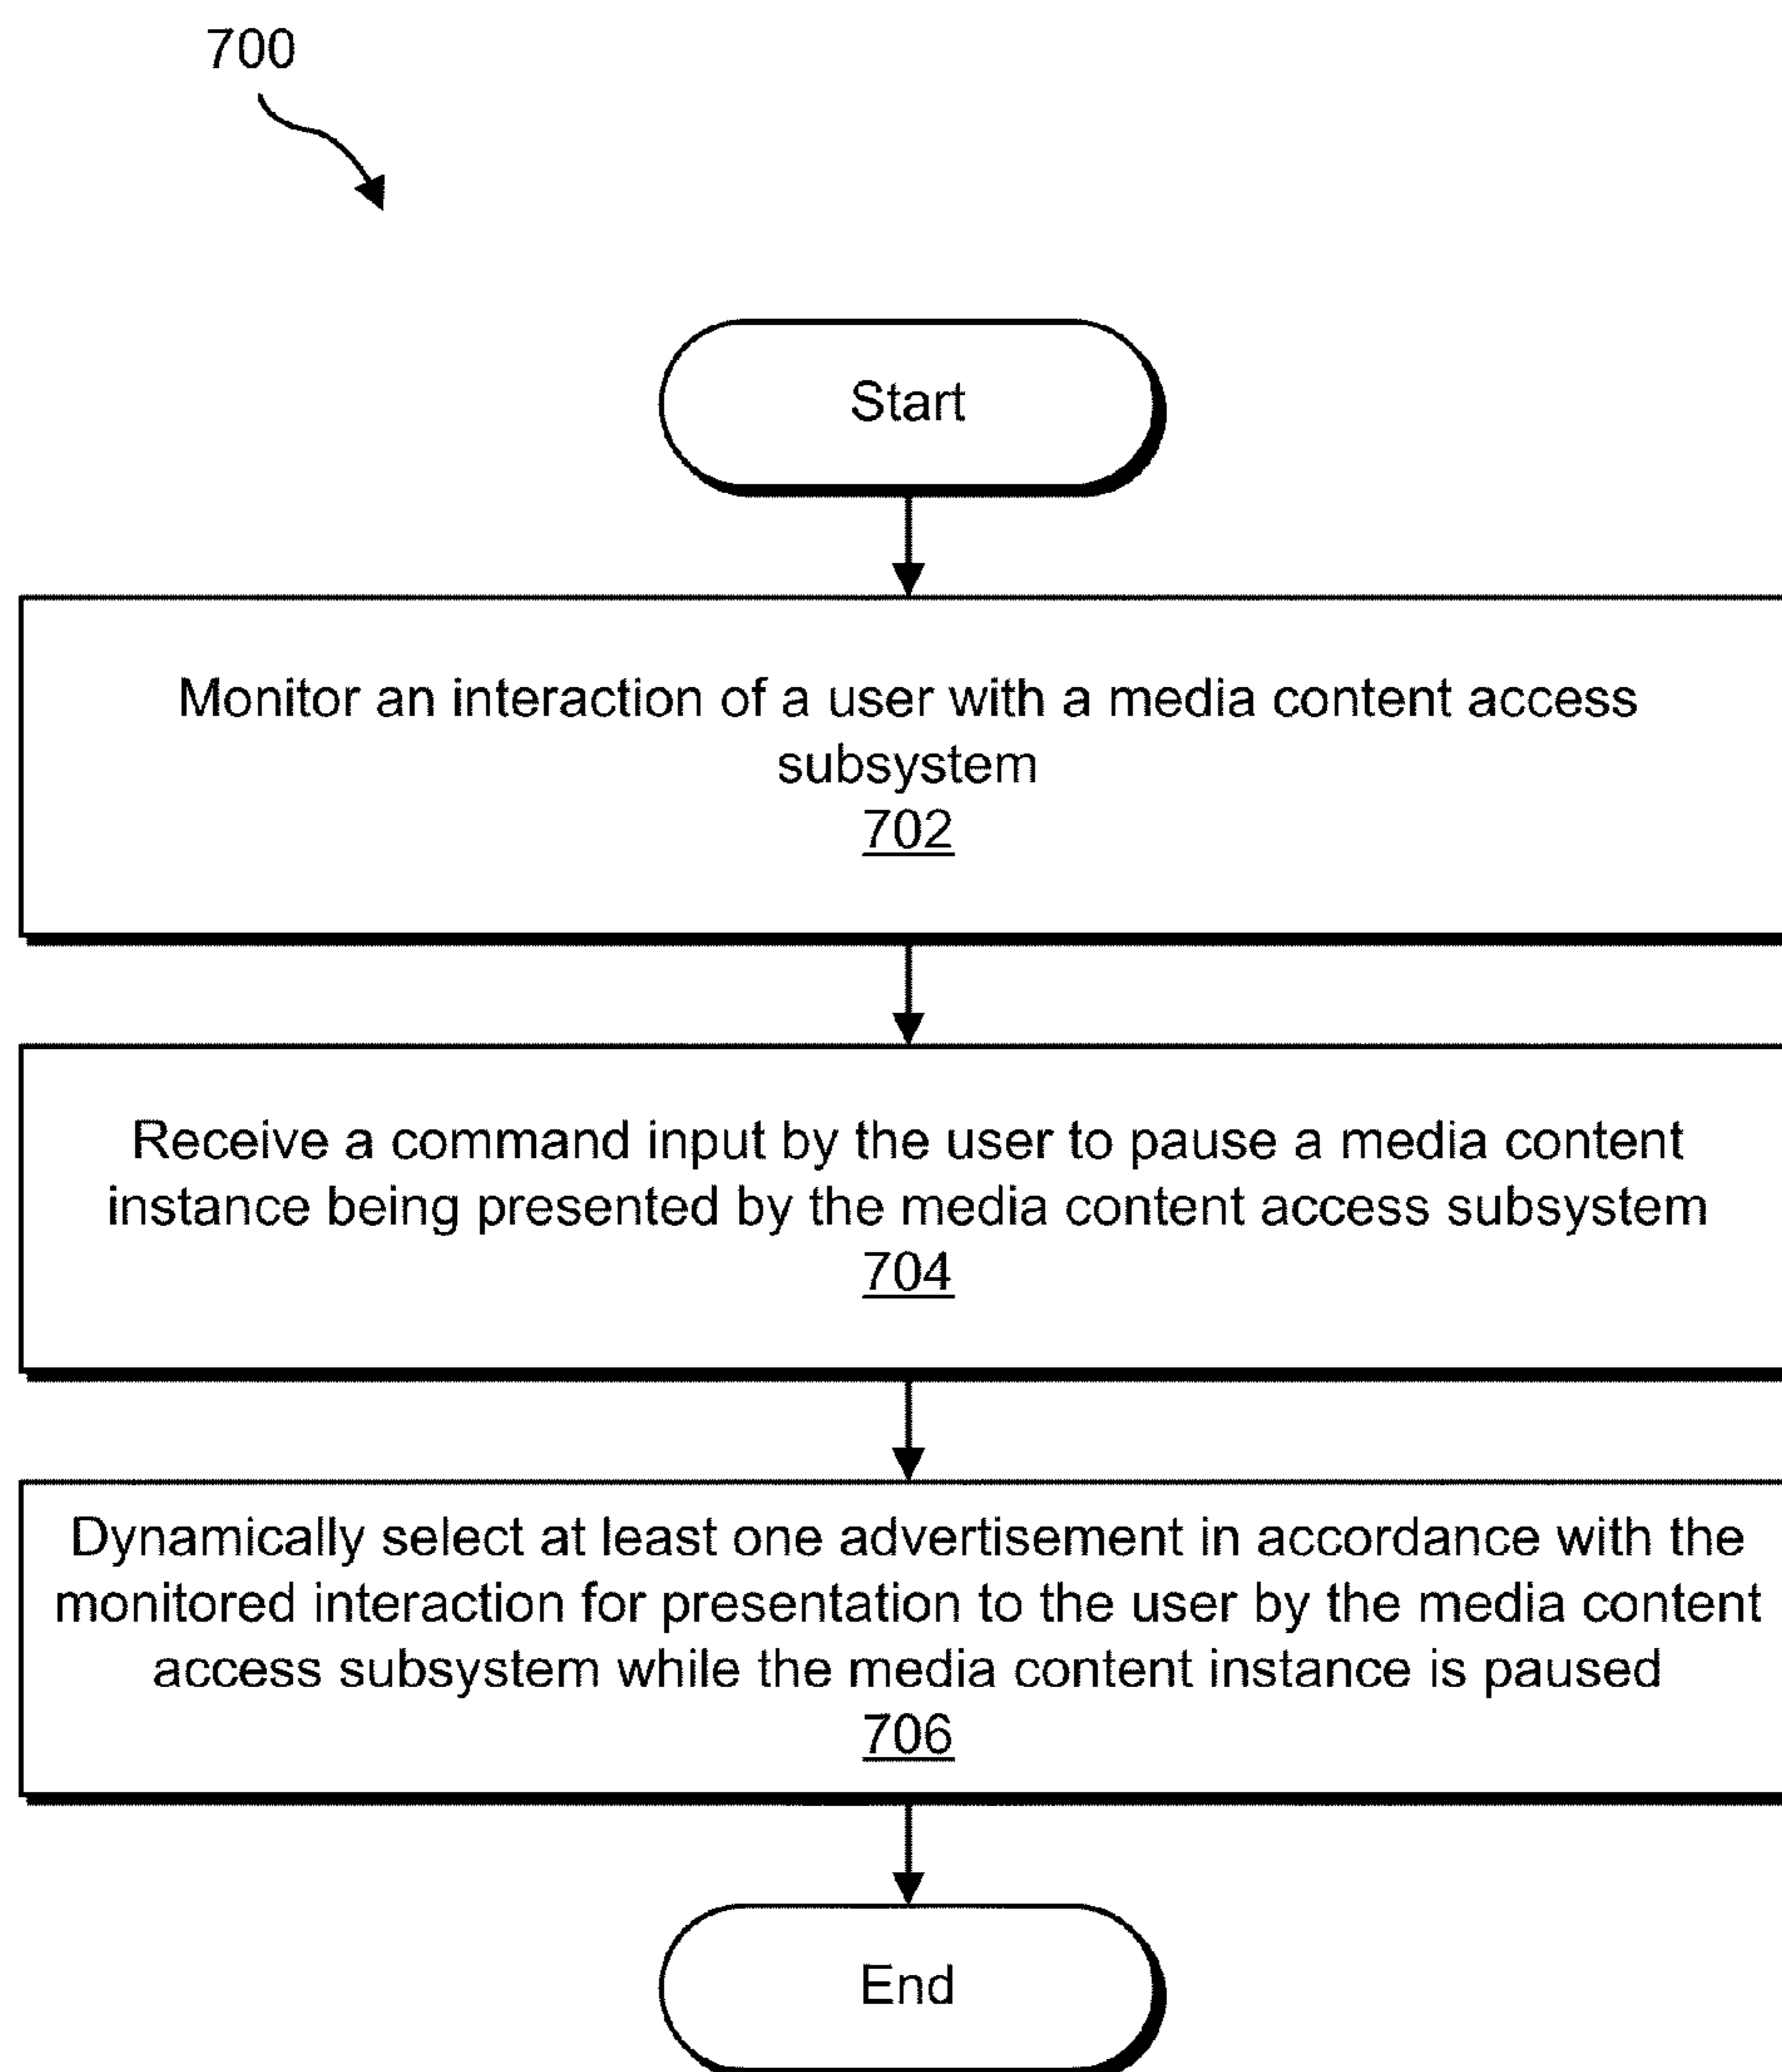 700
Start
Monitor an interaction of a user with a media content access
subsystem
702
Receive a command input by the user to pause a media content
instance being presented by the media content access subsystem
704
Dynamically select at least one advertisement in accordance with the
monitored interaction for presentation to the user by the media content
access subsystem while the media content instance is paused
706
End